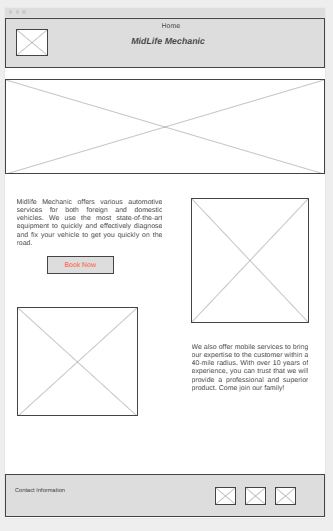 Home
MidLife Mechanic
Midlife Mechanic offers various automotive
services for both foreign and domestic
vehicles. We use the most state-of-the-art
equipment to quickly and effectively diagnose
and fix your vehicle to get you quickly on the
road.
Book Now
We also offer mobile services to bring
our expertise to the customer within a
40-mile radius. With over 10 years of
experience, you can trust that we will
provide a professional and superior
product. Come join our family!
Contact Information